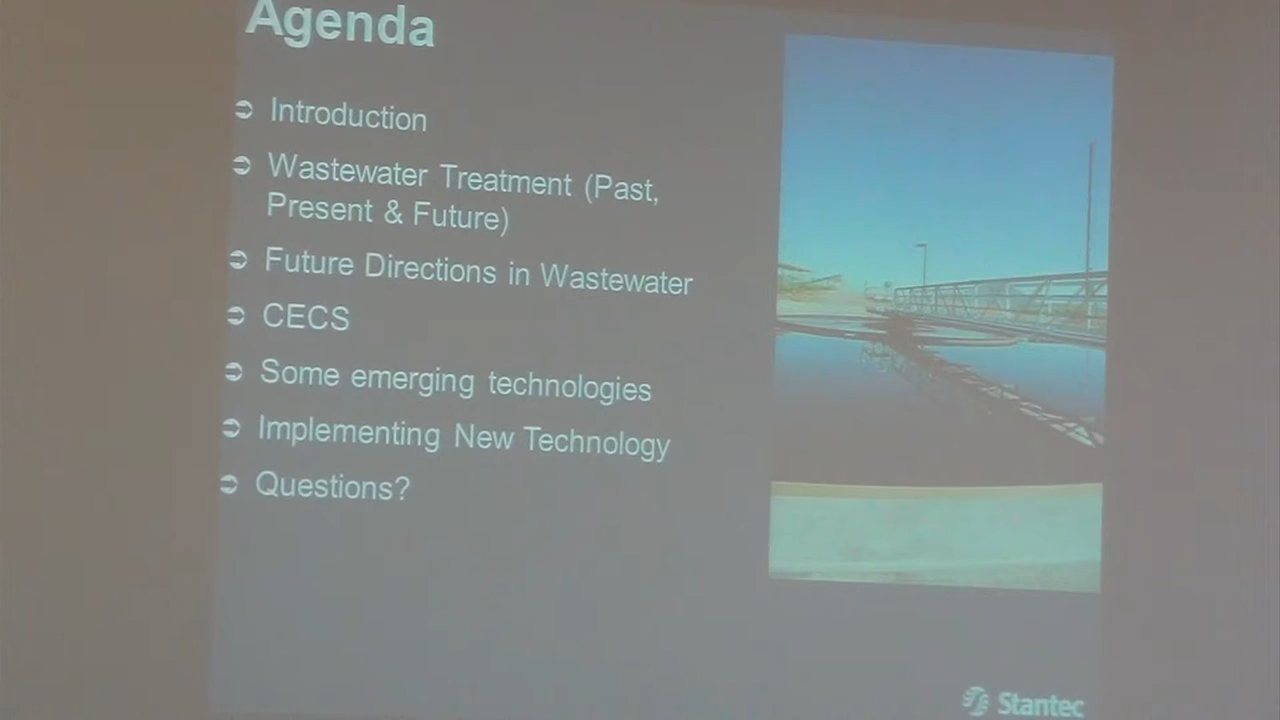 Agenda
Introduction
Wastewater Treatment (Past,
Present & Future)
Future Directions in Wastewater
CECS
Some emerging technologies
Implementing New Technology
Questions?
Stantec